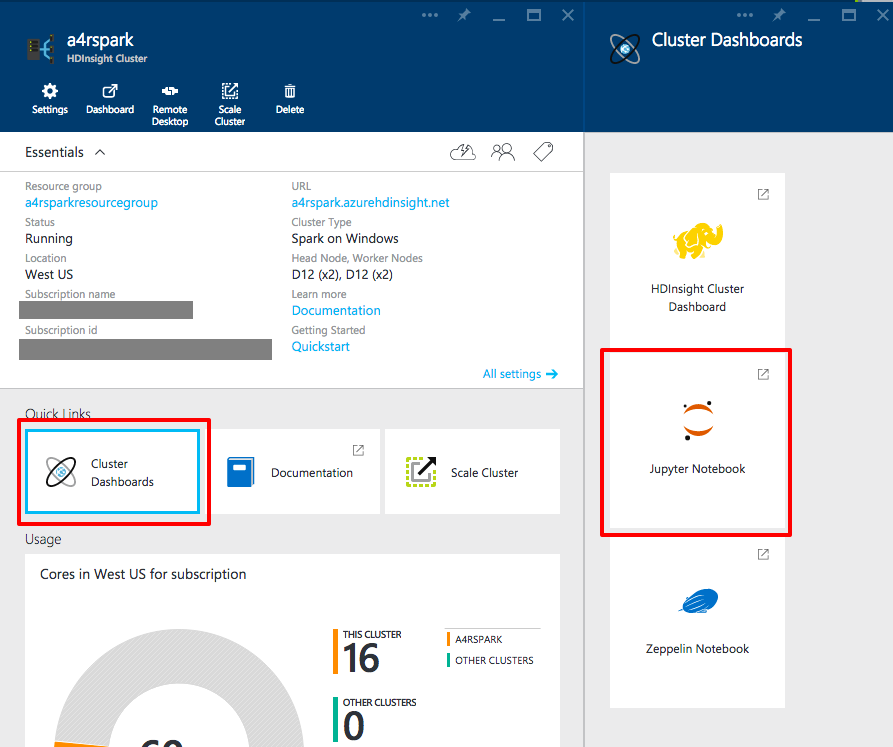 a4rspark
HDInsight Cluster
Settings
Dashboard
Remote
Desktop
Scale
Cluster
Delete
Essentials
Resource group
a4rsparkresourcegroup
Status
Running
Location
West US
Subscription name
Subscription id
URL
a4rspark.azurehdinsight.net
Cluster Type
Spark on Windows
Head Node, Worker Nodes
D12 (x2), D12 (x2)
Learn more
Documentation
Getting Started
Quickstart
All settings
Quick Links
Cluster
Dashboards
Documentation
Scale Cluster
Usage
Cores in West US for subscription
THIS CLUSTER
16
OTHER CLUSTERS
0
A4RSPARK
OTHER CLUSTERS
Cluster Dashboards
HDInsight Cluster
Dashboard
Jupyter Notebook
Zeppelin Notebook